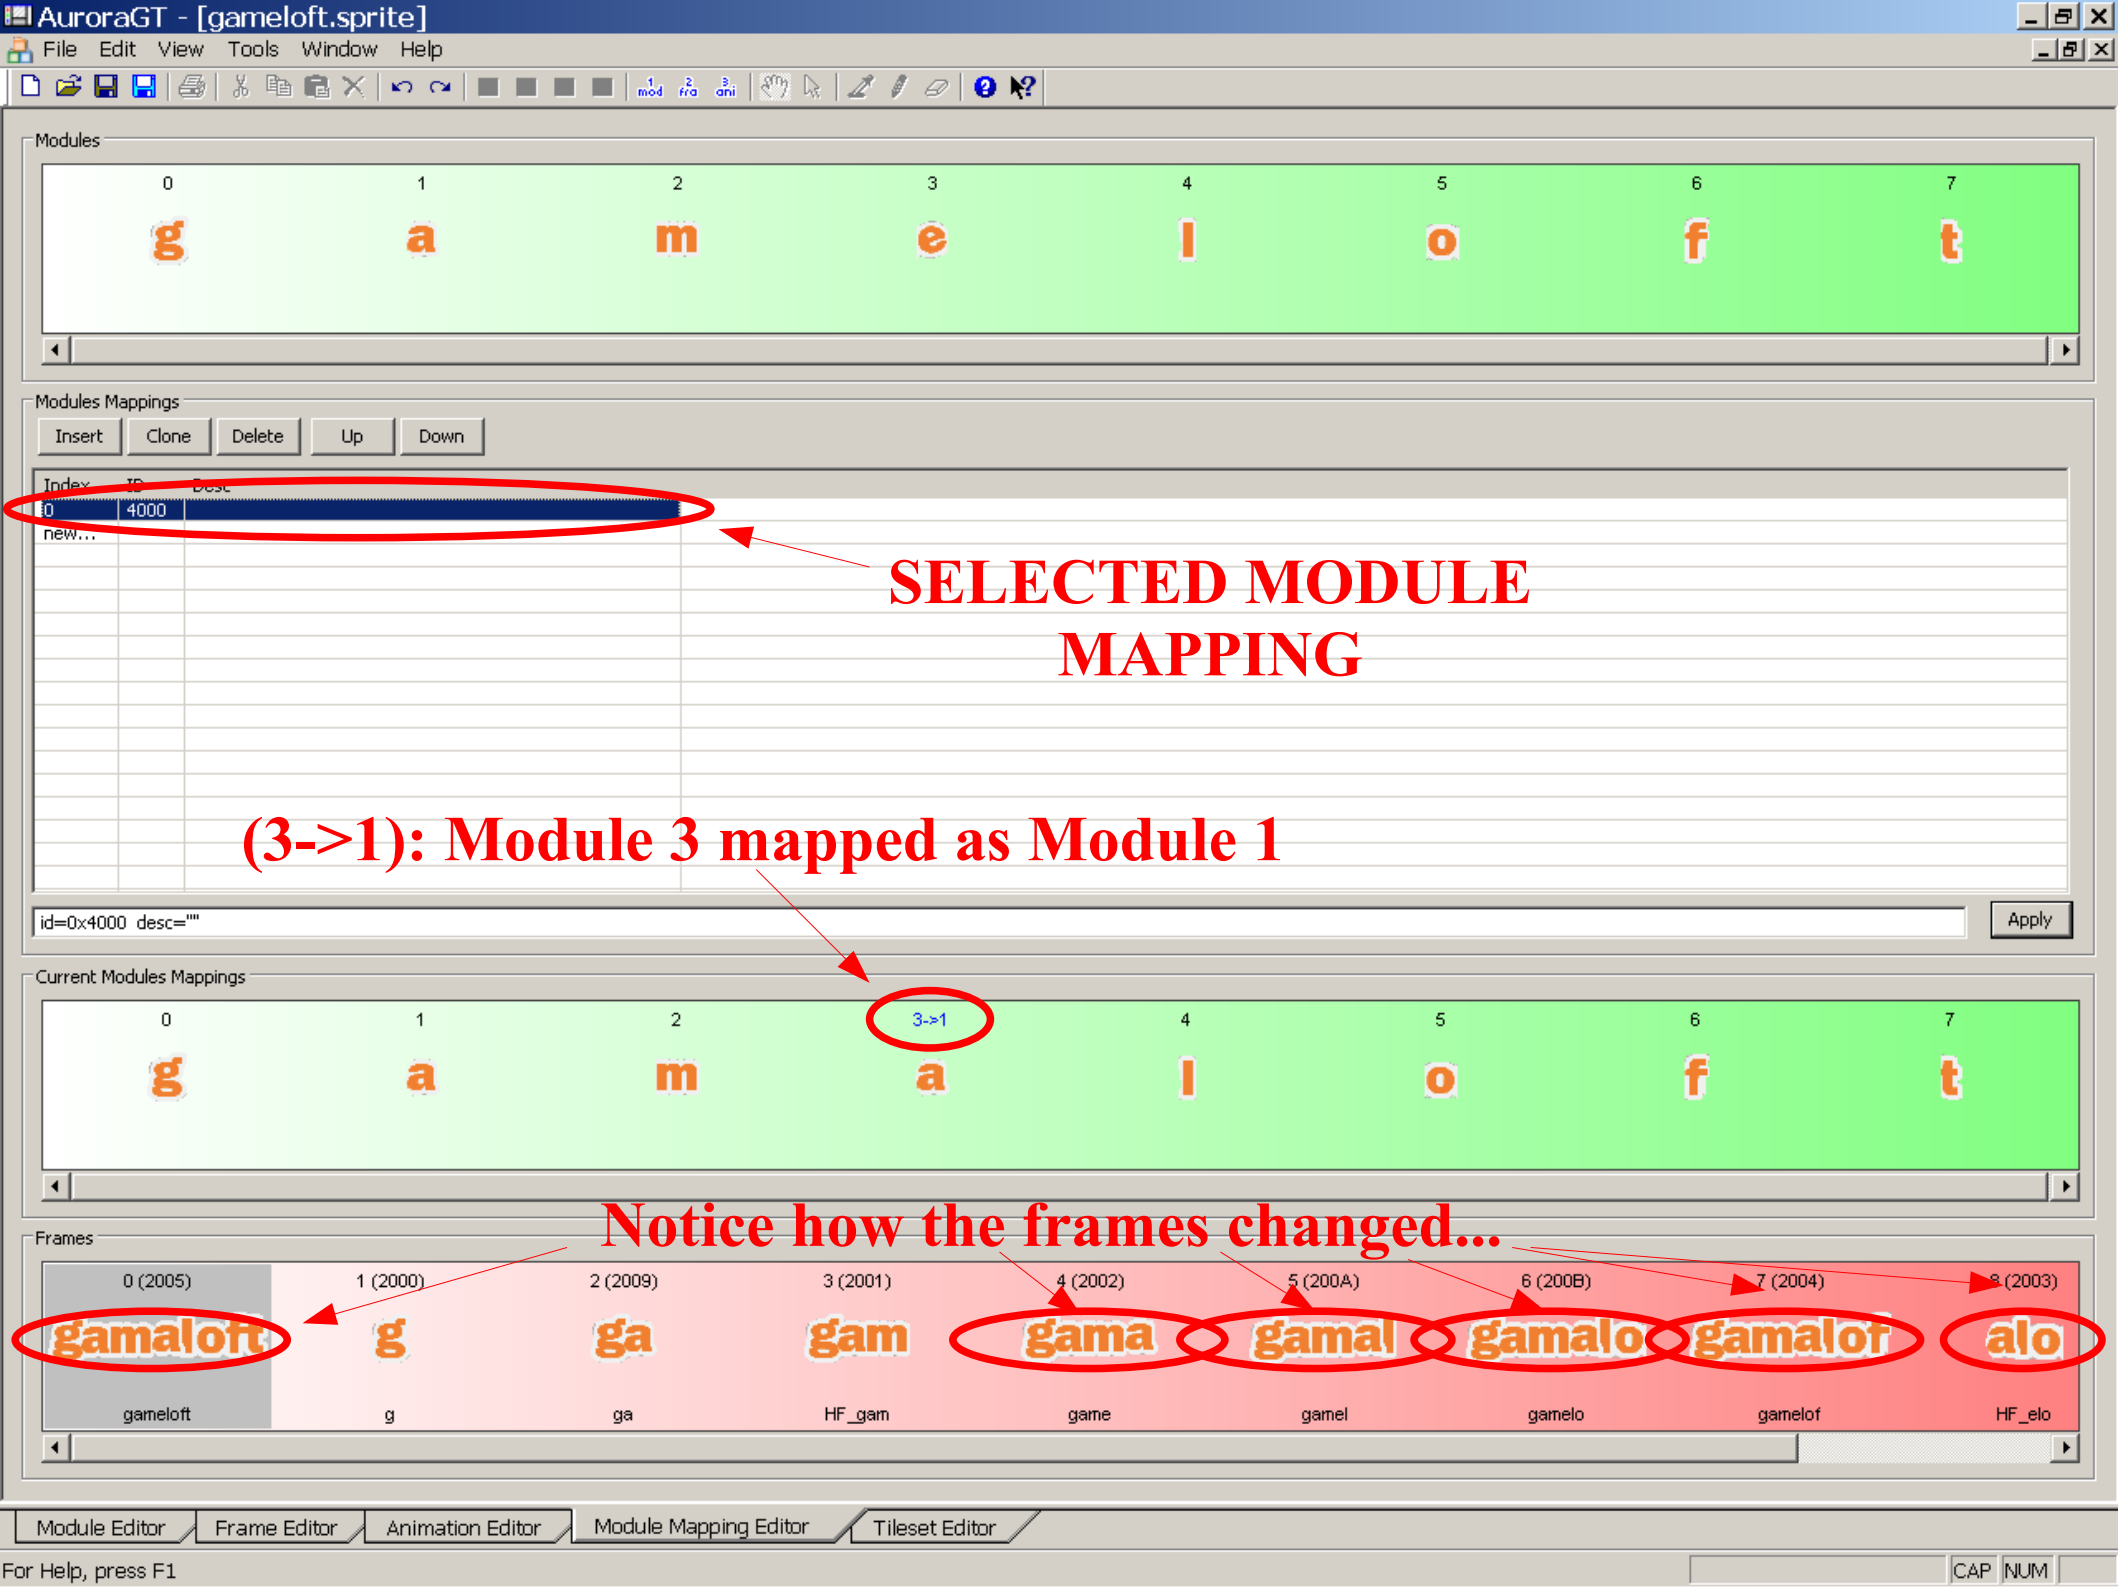 AuroraGT - [gameloft.sprite]
File Edit View Tools Window Help
1 mod 2 fra 3 ani
Modules
0 1 2 3 4 5 6 7
g a m e l o f t
Modules Mappings
Insert Clone Delete Up Down
Index ID Desc
0 4000
new...
SELECTED MODULE
MAPPING
(3->1): Module 3 mapped as Module 1
id=0x4000 desc=""
Apply
Current Modules Mappings
0 1 2 3->1 4 5 6 7
g a m a l o f t
Notice how the frames changed...
Frames
0 (2005) 1 (2000) 2 (2009) 3 (2001) 4 (2002) 5 (200A) 6 (200B) 7 (2004) 8 (2003)
gamaloft g ga gam gama gamal gamalo gamalof alo
gameloft g ga HF_gam game gamel gamelo gamelof HF_elo
Module Editor Frame Editor Animation Editor Module Mapping Editor Tileset Editor
For Help, press F1
CAP NUM